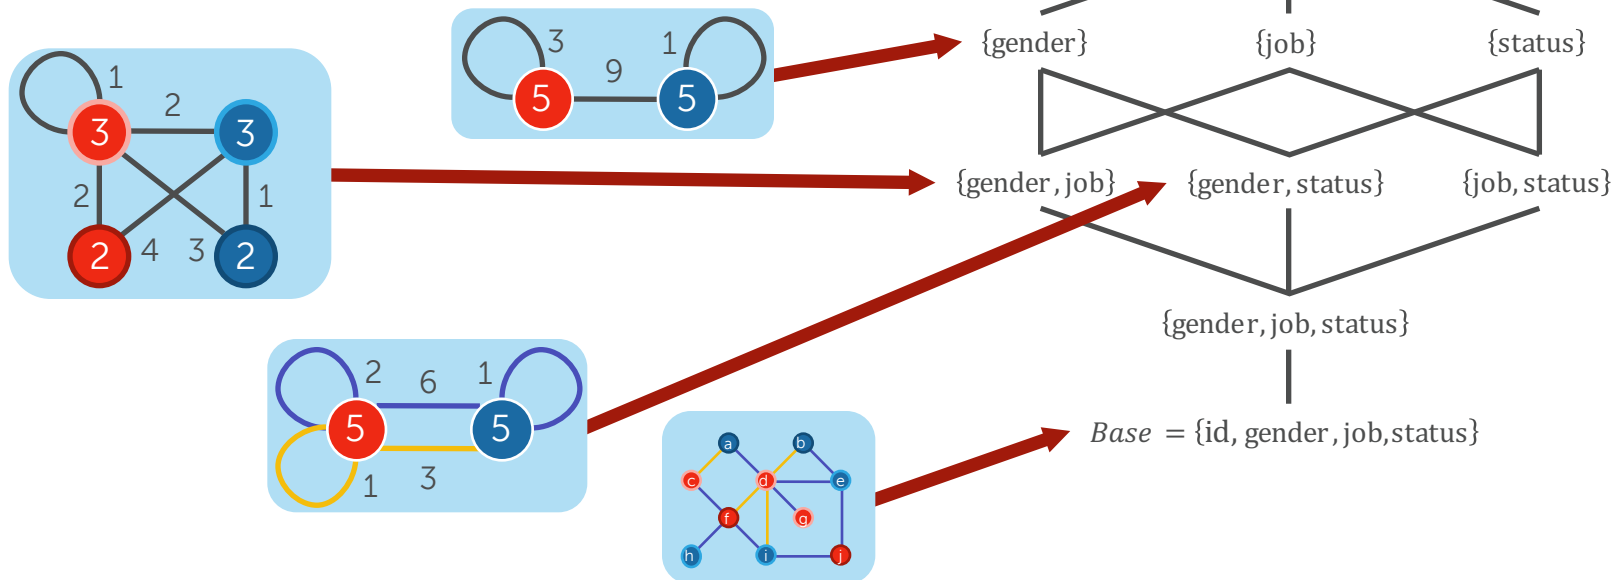 3
1
9
5
5
{gender}
{job}
{status}
1
2
3
3
2
1
2
4
3
2
{gender, job}
{gender, status}
{job, status}
{gender, job, status}
2
6
1
5
5
1
3
Base = {id, gender, job, status}
a
b
c
d
e
f
g
h
i
j